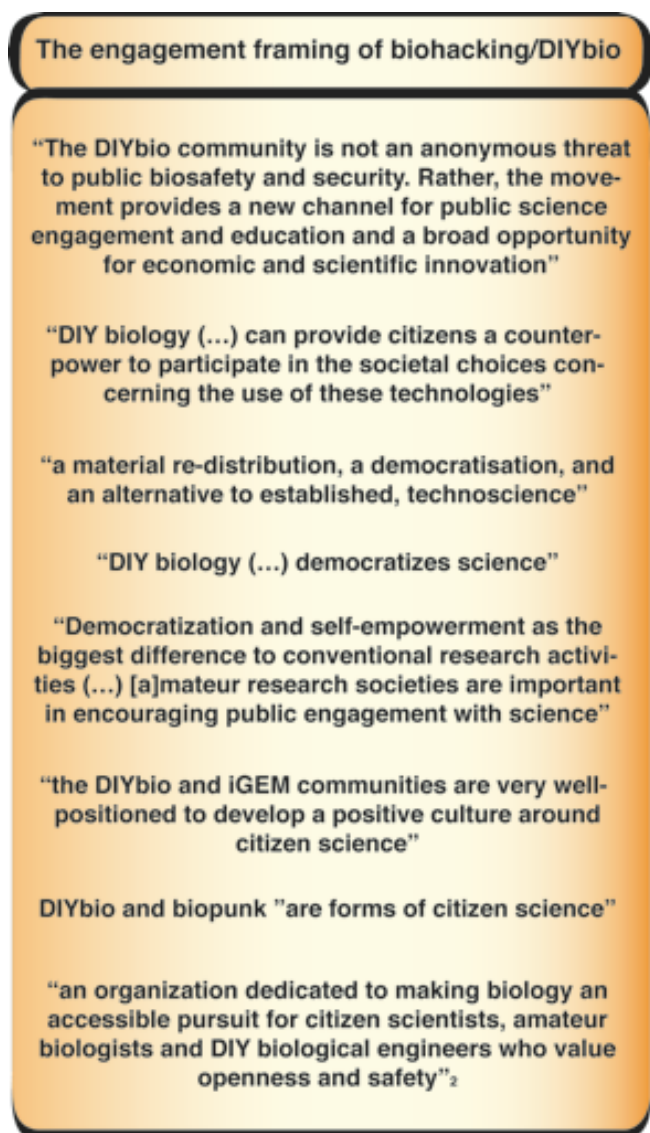 The engagement framing of biohacking/DIYbio
“The DIYbio community is not an anonymous threat
to public biosafety and security. Rather, the move-
ment provides a new channel for public science
engagement and education and a broad opportunity
for economic and scientific innovation”
“DIY biology (…) can provide citizens a counter-
power to participate in the societal choices con-
cerning the use of these technologies”
“a material re-distribution, a democratisation, and
an alternative to established, technoscience”
“DIY biology (…) democratizes science”
“Democratization and self-empowerment as the
biggest difference to conventional research activi-
ties (…) [a]mateur research societies are important
in encouraging public engagement with science”
“the DIYbio and iGEM communities are very well-
positioned to develop a positive culture around
citizen science”
DIYbio and biopunk ”are forms of citizen science”
“an organization dedicated to making biology an
accessible pursuit for citizen scientists, amateur
biologists and DIY biological engineers who value
openness and safety”₂